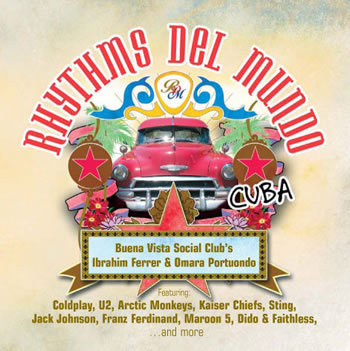 RHYTHMS DEL MUNDO
RM
CUBA
Buena Vista Social Club's
Ibrahim Ferrer & Omara Portuondo
Featuring:
Coldplay, U2, Arctic Monkeys, Kaiser Chiefs, Sting,
Jack Johnson, Franz Ferdinand, Maroon 5, Dido & Faithless,
...and more